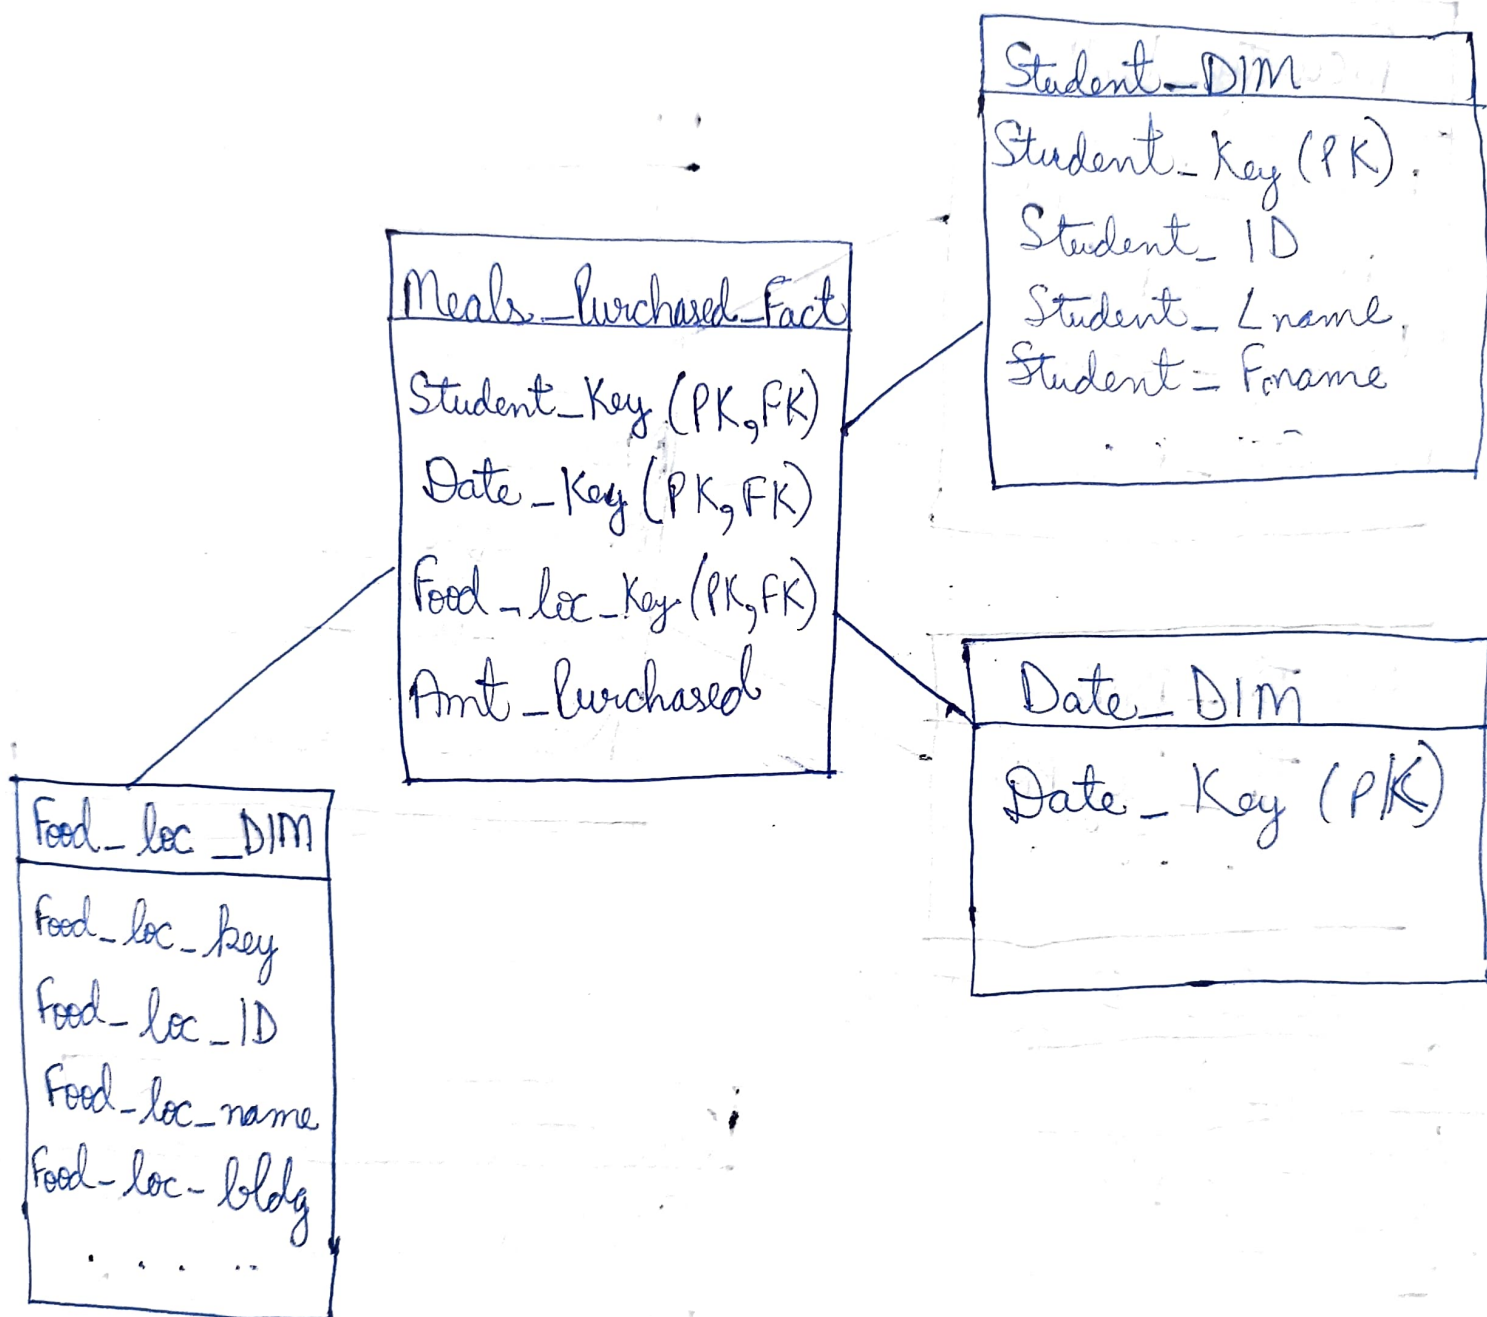 Student_DIM
Student_Key (PK).
Student_ID
Student_Lname
Student_Fname
.....
Meals_Purchased_Fact
Student_Key (PK,FK)
Date_Key (PK,FK)
Food_loc_Key (PK,FK)
Amt_Purchased
Date_DIM
Date_Key (PK)
....
Food_loc_DIM
Food_loc_key
Food_loc_ID
Food_loc_name
Food_loc_bldg
.....